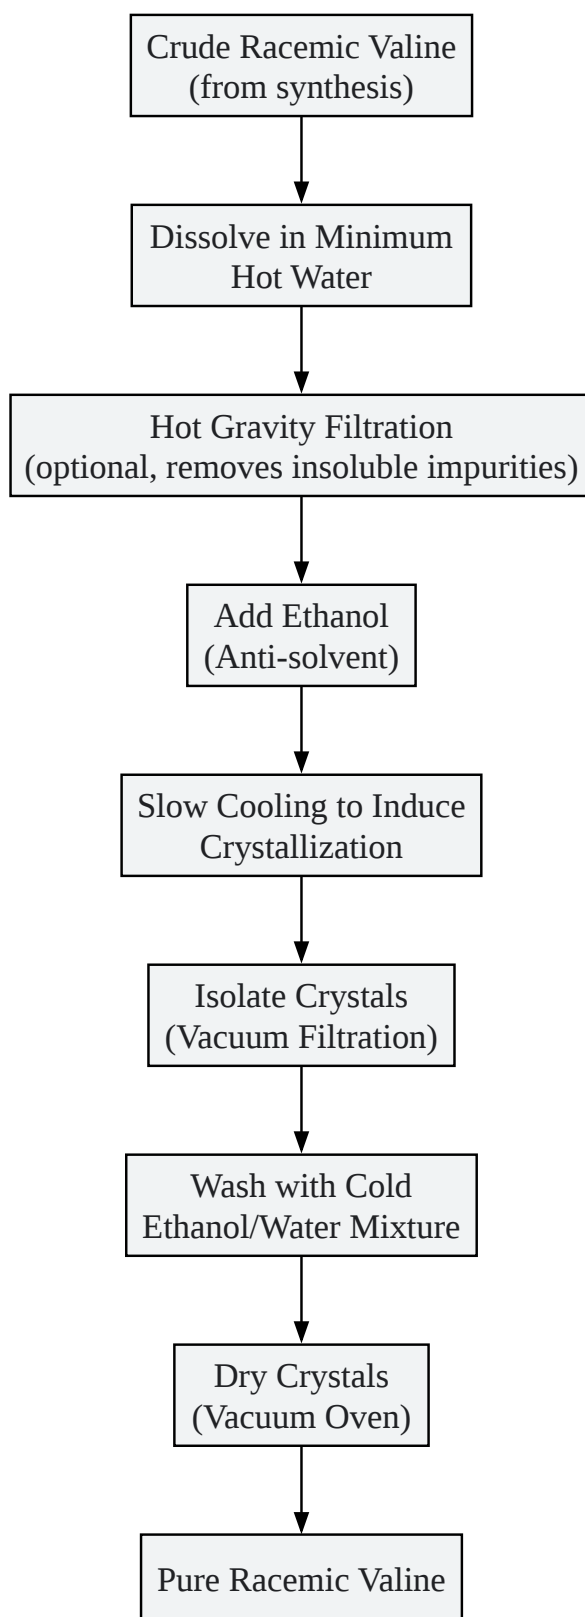 Crude Racemic Valine
(from synthesis)
Dissolve in Minimum
Hot Water
Hot Gravity Filtration
(optional, removes insoluble impurities)
Add Ethanol
(Anti-solvent)
Slow Cooling to Induce
Crystallization
Isolate Crystals
(Vacuum Filtration)
Wash with Cold
Ethanol/Water Mixture
Dry Crystals
(Vacuum Oven)
Pure Racemic Valine